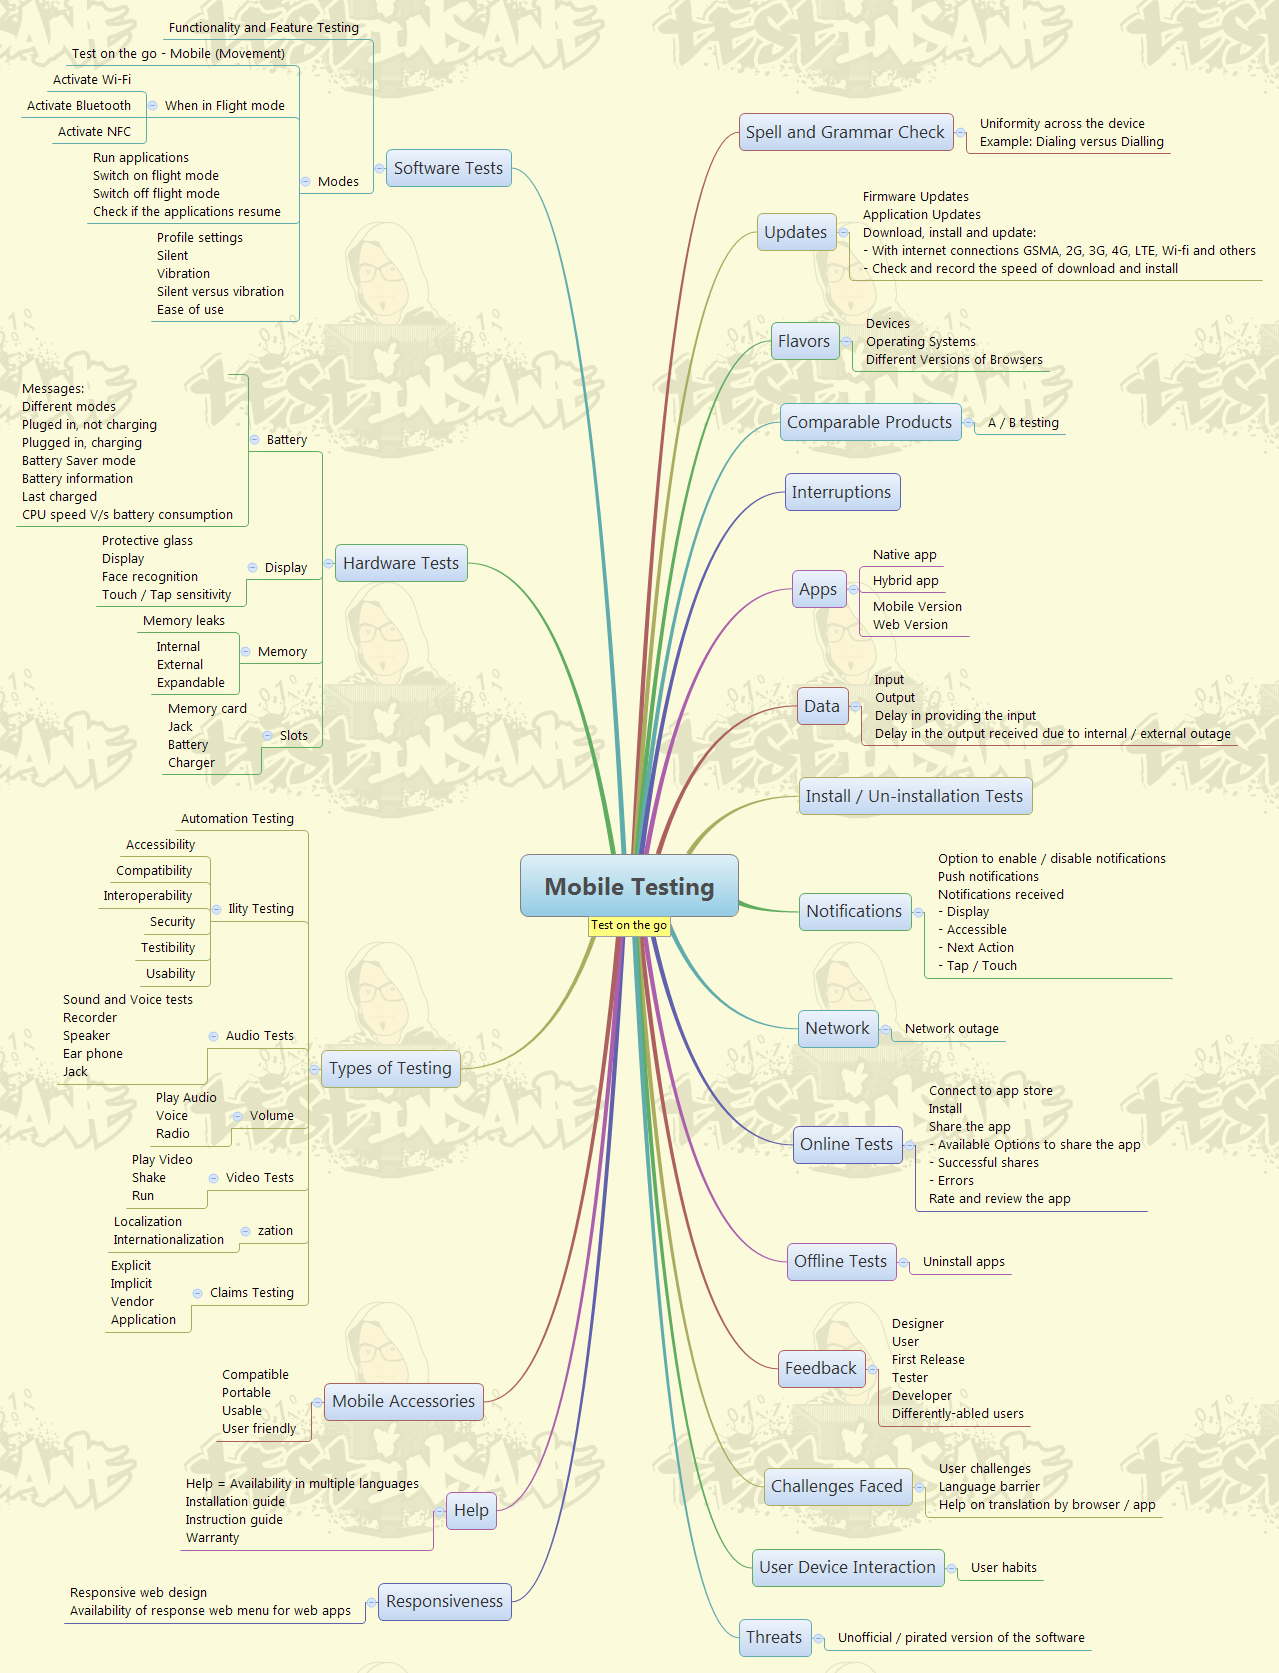 Mobile Testing
Test on the go
Spell and Grammar Check
Uniformity across the device
Example: Dialing versus Dialling
Updates
Firmware Updates
Application Updates
Download, install and update:
- With internet connections GSMA, 2G, 3G, 4G, LTE, Wi-fi and others
- Check and record the speed of download and install
Flavors
Devices
Operating Systems
Different Versions of Browsers
Comparable Products
A / B testing
Interruptions
Apps
Native app
Hybrid app
Mobile Version
Web Version
Data
Input
Output
Delay in providing the input
Delay in the output received due to internal / external outage
Install / Un-installation Tests
Notifications
Option to enable / disable notifications
Push notifications
Notifications received
- Display
- Accessible
- Next Action
- Tap / Touch
Network
Network outage
Online Tests
Connect to app store
Install
Share the app
- Available Options to share the app
- Successful shares
- Errors
Rate and review the app
Offline Tests
Uninstall apps
Feedback
Designer
User
First Release
Tester
Developer
Differently-abled users
Challenges Faced
User challenges
Language barrier
Help on translation by browser / app
User Device Interaction
User habits
Threats
Unofficial / pirated version of the software
Software Tests
Functionality and Feature Testing
Modes
Test on the go - Mobile (Movement)
When in Flight mode
Activate Wi-Fi
Activate Bluetooth
Activate NFC
Run applications
Switch on flight mode
Switch off flight mode
Check if the applications resume
Profile settings
Silent
Vibration
Silent versus vibration
Ease of use
Hardware Tests
Battery
Messages:
Different modes
Pluged in, not charging
Plugged in, charging
Battery Saver mode
Battery information
Last charged
CPU speed V/s battery consumption
Display
Protective glass
Display
Face recognition
Touch / Tap sensitivity
Memory
Memory leaks
Internal
External
Expandable
Slots
Memory card
Jack
Battery
Charger
Types of Testing
Automation Testing
Ility Testing
Accessibility
Compatibility
Interoperability
Security
Testibility
Usability
Audio Tests
Sound and Voice tests
Recorder
Speaker
Ear phone
Jack
Volume
Play Audio
Voice
Radio
Video Tests
Play Video
Shake
Run
zation
Localization
Internationalization
Claims Testing
Explicit
Implicit
Vendor
Application
Mobile Accessories
Compatible
Portable
Usable
User friendly
Help
Help = Availability in multiple languages
Installation guide
Instruction guide
Warranty
Responsiveness
Responsive web design
Availability of response web menu for web apps